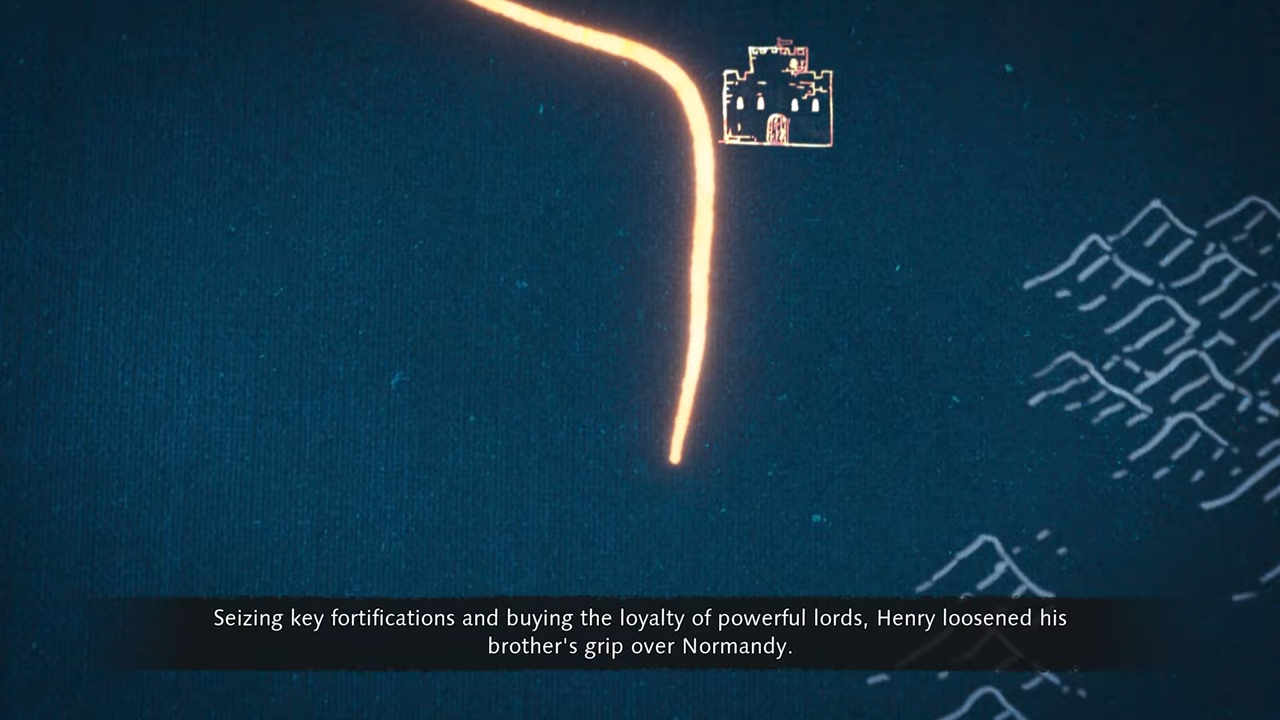 Seizing key fortifications and buying the loyalty of powerful lords, Henry loosened his
brother's grip over Normandy.